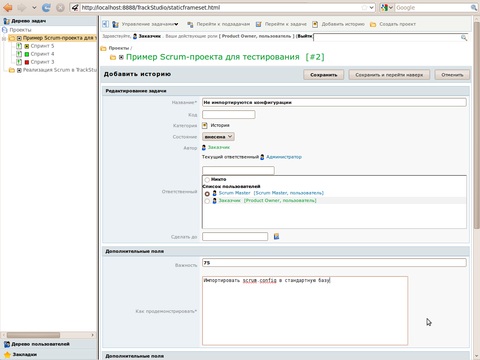 http://localhost:8888/TrackStudio/staticframeset.html
Дерево задач
Проекты
Пример Scrum-проекта для т
Спринт 5
Спринт 4
Спринт 3
Реализация Scrum в TrackStu
Дерево пользователей
Закладки
Управление задачами
Перейти к подзадачам
Перейти к задаче
Добавить историю
Создать проект
Здравствуйте, Заказчик Ваши действующие роли [ Product Owner, пользователь ] [Выйти]
Проекты /
Пример Scrum-проекта для тестирования [#2]
Добавить историю
Сохранить
Сохранить и перейти наверх
Отменить
Редактирование задачи
Название* Не импортируются конфигурации
Код
Категория История
Состояние внесена
Автор Заказчик
Текущий ответственный Администратор
Ответственный
Никто
Список пользователей
Scrum Master [Scrum Master, пользователь]
Заказчик [Product Owner, пользователь]
Сделать до
Дополнительные поля
Важность 75
Как продемонстрировать*
Импортировать scrum.config в стандартную базу
Дополнительные поля